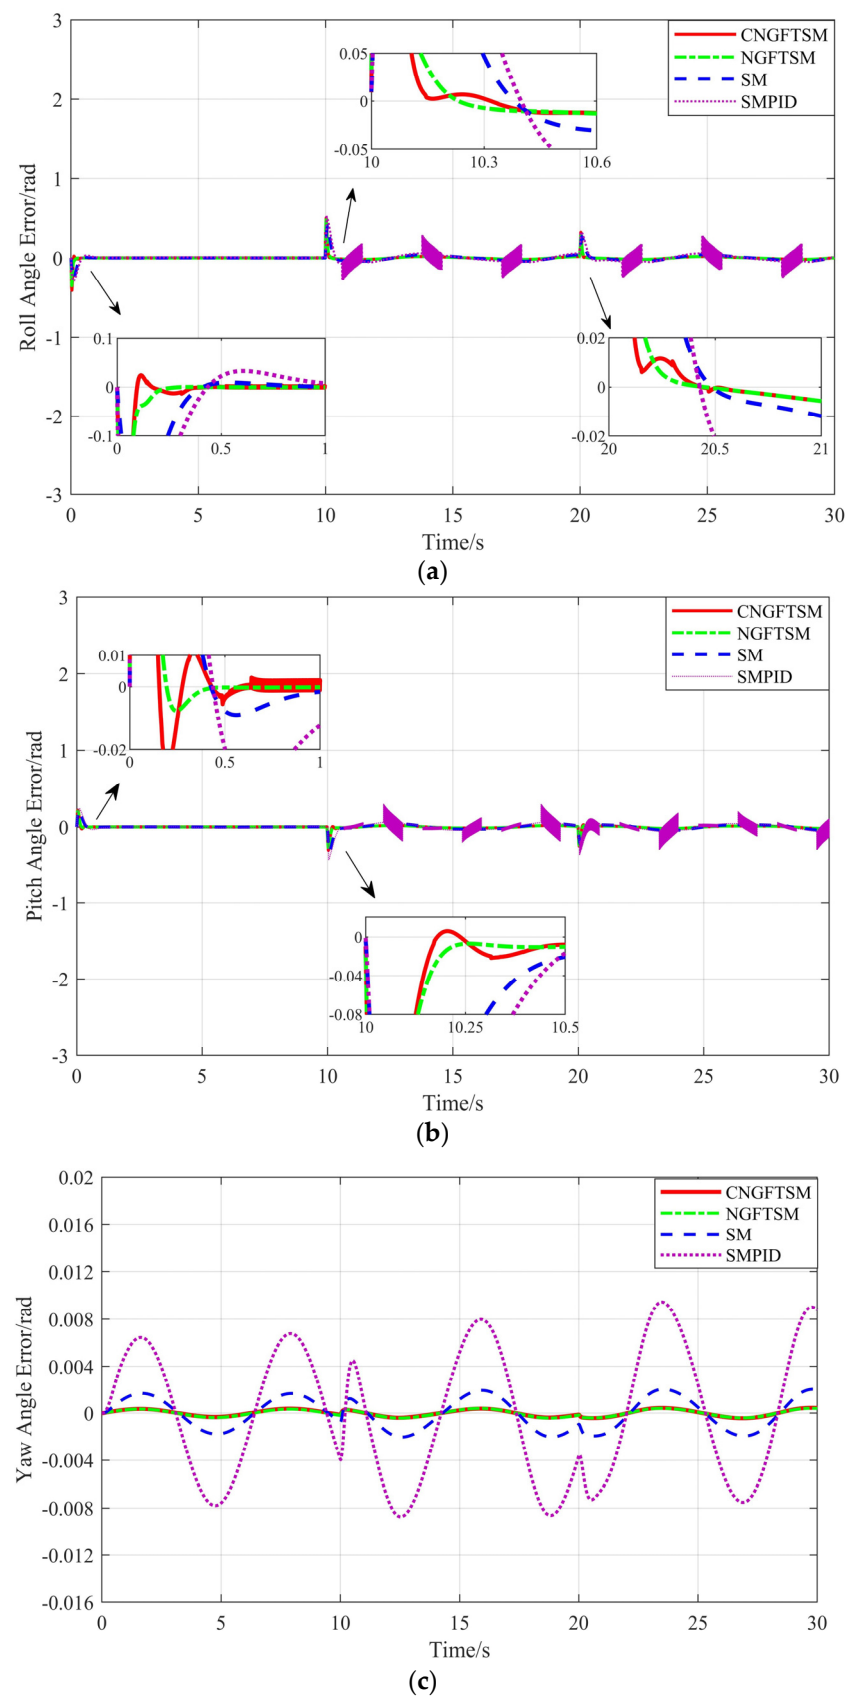 3
CNGFTSM
NGFTSM
SM
SMPID
2
1
0
-1
-2
-3
Roll Angle Error/rad
0.05
0
-0.05
10 10.3 10.6
0.1
0
-0.1
0 0.5 1
0.02
0
-0.02
20 20.5 21
0 5 10 15 20 25 30
Time/s
(a)
3
CNGFTSM
NGFTSM
SM
SMPID
2
1
0
-1
-2
-3
Pitch Angle Error/rad
0.01
0
-0.02
0 0.5 1
0
-0.04
-0.08
10 10.25 10.5
0 5 10 15 20 25 30
Time/s
(b)
0.02
CNGFTSM
NGFTSM
SM
SMPID
0.016
0.012
0.008
0.004
0
-0.004
-0.008
-0.012
-0.016
Yaw Angle Error/rad
0 5 10 15 20 25 30
Time/s
(c)